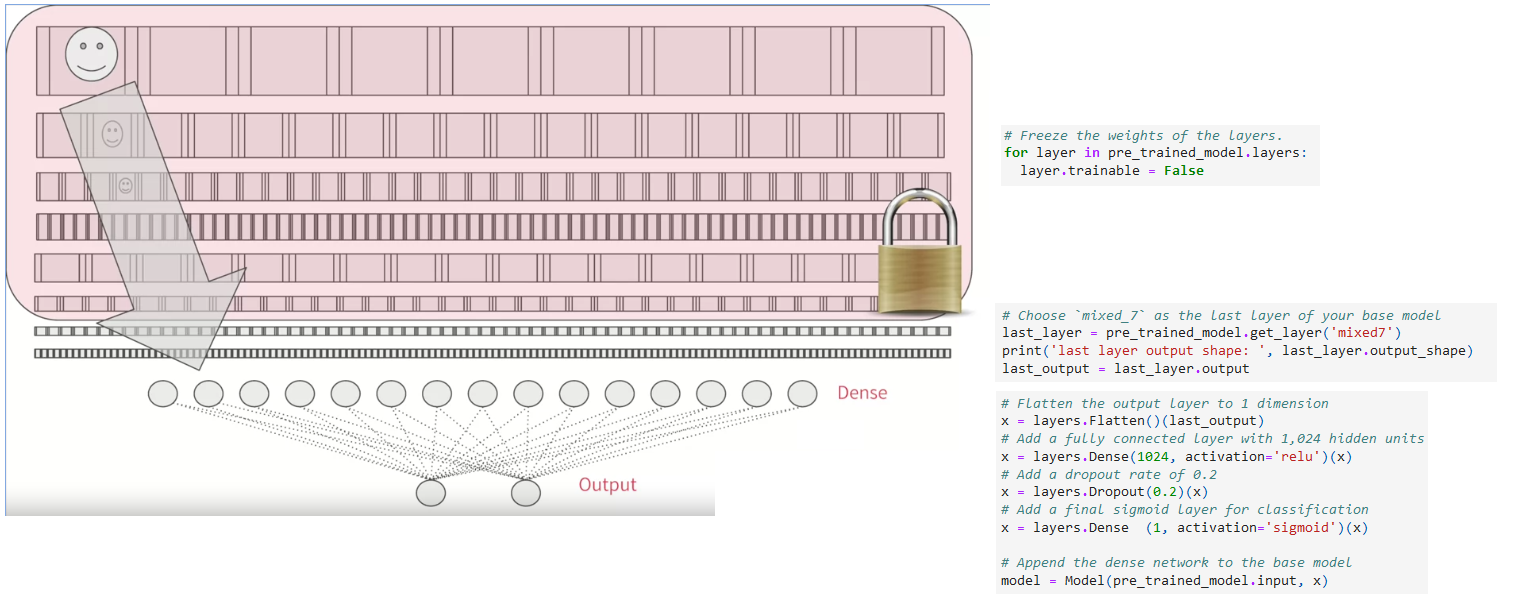 # Freeze the weights of the layers.
for layer in pre_trained_model.layers:
  layer.trainable = False
# Choose `mixed_7` as the last layer of your base model
last_layer = pre_trained_model.get_layer('mixed7')
print('last layer output shape: ', last_layer.output_shape)
last_output = last_layer.output
Dense
# Flatten the output layer to 1 dimension
x = layers.Flatten()(last_output)
# Add a fully connected layer with 1,024 hidden units
x = layers.Dense(1024, activation='relu')(x)
# Add a dropout rate of 0.2
x = layers.Dropout(0.2)(x)
# Add a final sigmoid layer for classification
x = layers.Dense  (1, activation='sigmoid')(x)
# Append the dense network to the base model
model = Model(pre_trained_model.input, x)
Output